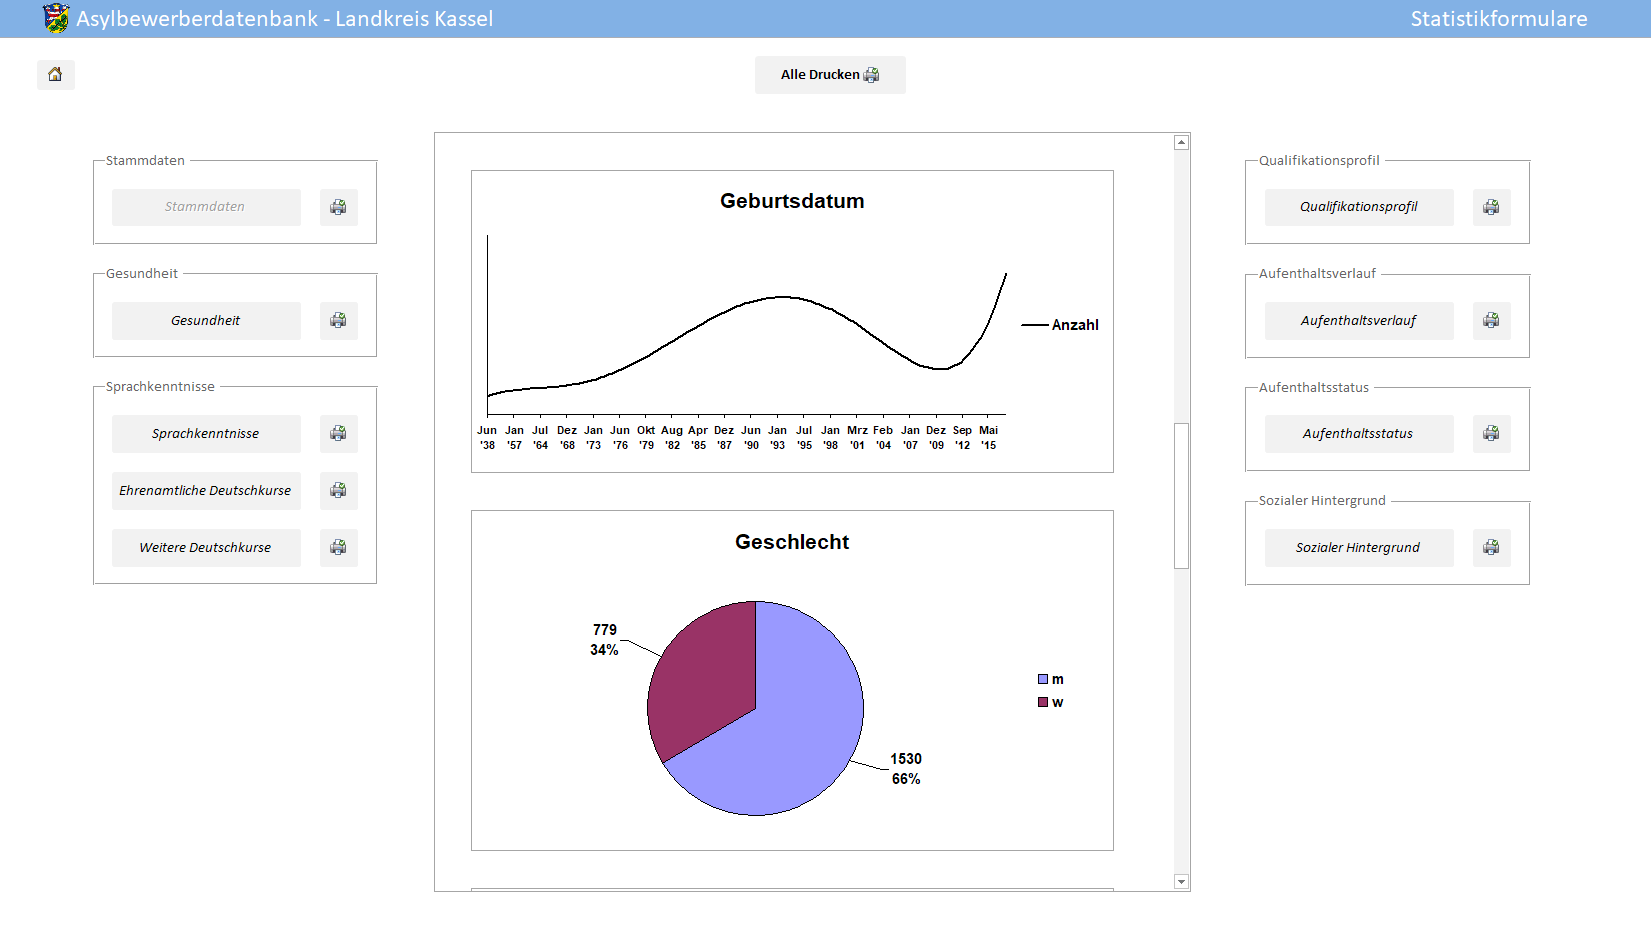 Asylbewerberdatenbank - Landkreis Kassel
Statistikformulare
Alle Drucken
Stammdaten
Stammdaten
Gesundheit
Gesundheit
Sprachkenntnisse
Sprachkenntnisse
Ehrenamtliche Deutschkurse
Weitere Deutschkurse
Geburtsdatum
Anzahl
Jun Jan Jul Dez Jan Jun Okt Aug Apr Dez Jun Jan Jul Jan Mrz Feb Jan Dez Sep Mai
'38 '57 '64 '68 '73 '76 '79 '82 '85 '87 '90 '93 '95 '98 '01 '04 '07 '09 '12 '15
Geschlecht
779
34%
m
w
1530
66%
Qualifikationsprofil
Qualifikationsprofil
Aufenthaltsverlauf
Aufenthaltsverlauf
Aufenthaltsstatus
Aufenthaltsstatus
Sozialer Hintergrund
Sozialer Hintergrund